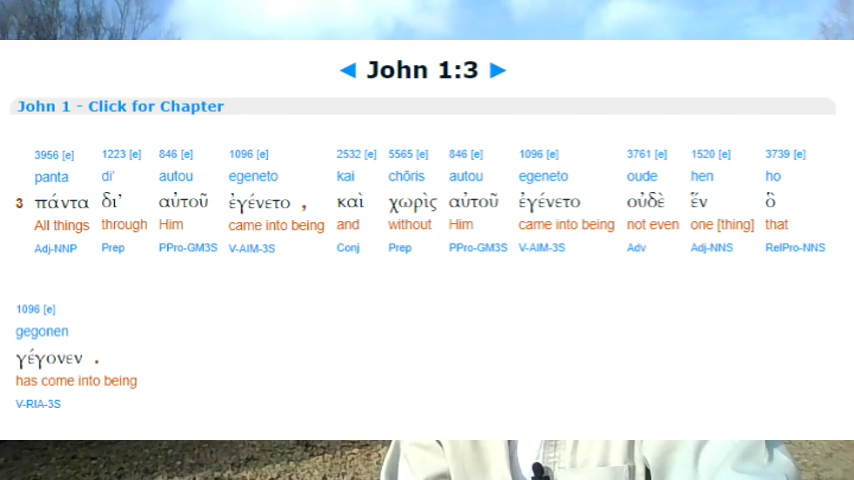 ◄ John 1:3 ►
John 1 - Click for Chapter
3956 [e] 1223 [e] 846 [e] 1096 [e] 2532 [e] 5565 [e] 846 [e] 1096 [e] 3761 [e] 1520 [e] 3739 [e]
panta di’ autou egeneto kai chōris autou egeneto oude hen ho
3 πάντα δι’ αὐτοῦ ἐγένετο , καὶ χωρὶς αὐτοῦ ἐγένετο οὐδὲ ἕν ὃ
All things through Him came into being and without Him came into being not even one [thing] that
Adj-NNP Prep PPro-GM3S V-AIM-3S Conj Prep PPro-GM3S V-AIM-3S Adv Adj-NNS RelPro-NNS
1096 [e]
gegonen
γέγονεν .
has come into being
V-RIA-3S